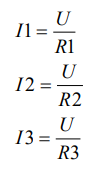 I1 = U/R1
I2 = U/R2
I3 = U/R3